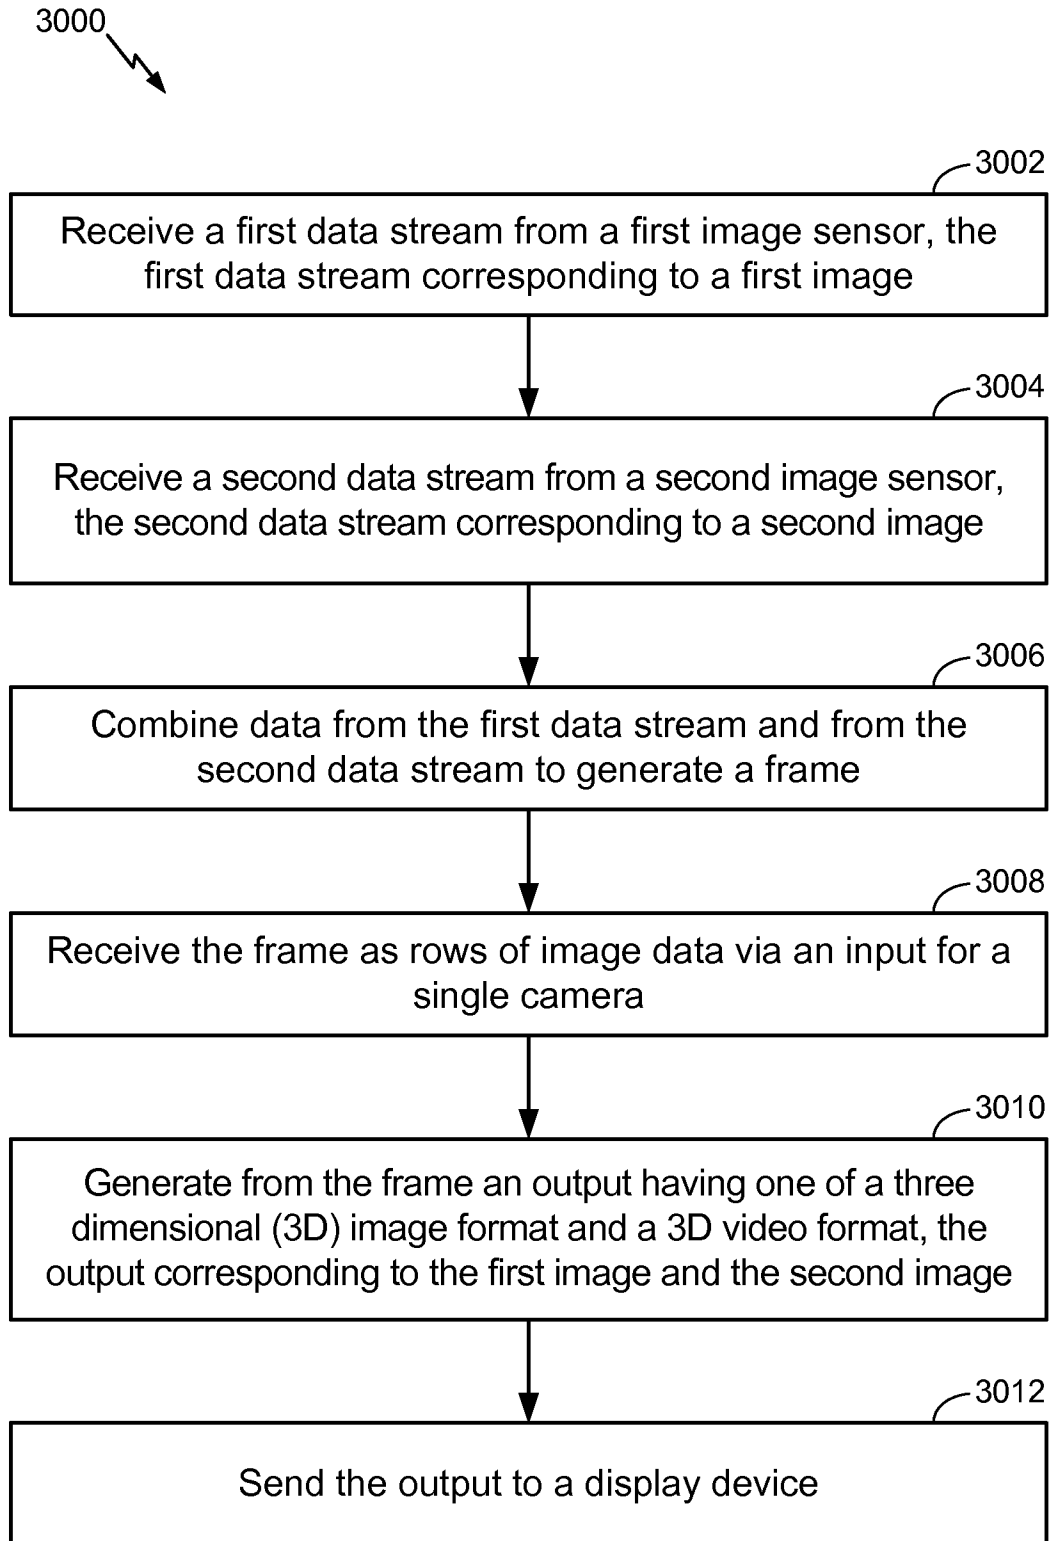 3000
3002
Receive a first data stream from a first image sensor, the
first data stream corresponding to a first image
3004
Receive a second data stream from a second image sensor,
the second data stream corresponding to a second image
3006
Combine data from the first data stream and from the
second data stream to generate a frame
3008
Receive the frame as rows of image data via an input for a
single camera
3010
Generate from the frame an output having one of a three
dimensional (3D) image format and a 3D video format, the
output corresponding to the first image and the second image
3012
Send the output to a display device